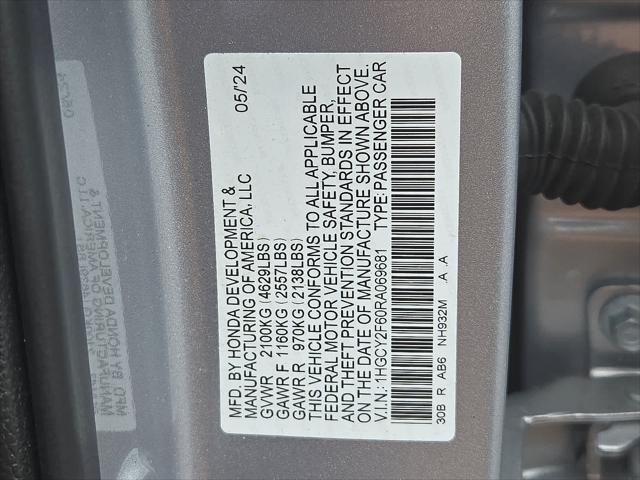 MFD. BY HONDA DEVELOPMENT & 05/'24
MANUFACTURING OF AMERICA, LLC
GVWR 2100KG (4629LBS)
GAWR F 1160KG (2557LBS)
GAWR R 970KG (2138LBS)
THIS VEHICLE CONFORMS TO ALL APPLICABLE
FEDERAL MOTOR VEHICLE SAFETY, BUMPER,
AND THEFT PREVENTION STANDARDS IN EFFECT
ON THE DATE OF MANUFACTURE SHOWN ABOVE.
V.I.N.: 1HGCY2F60RA069681 TYPE: PASSENGER CAR
30B R AB6 NH932M .A .A